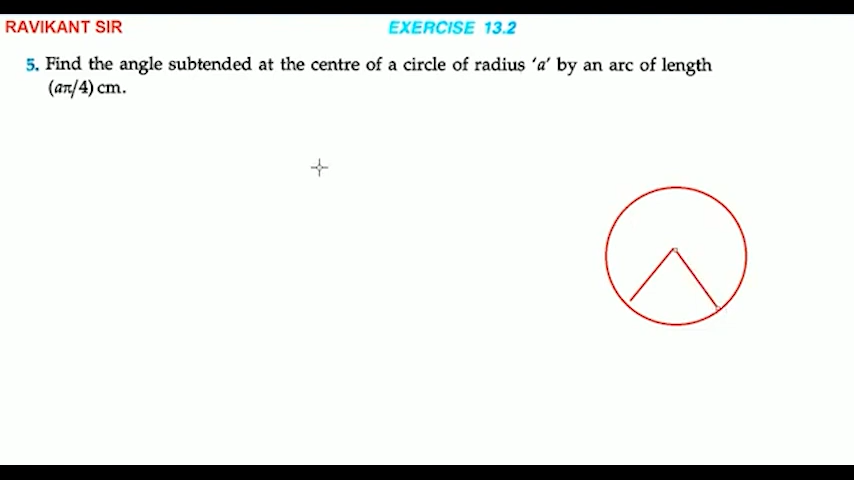 RAVIKANT SIR
EXERCISE 13.2
5. Find the angle subtended at the centre of a circle of radius 'a' by an arc of length
(aπ/4) cm.